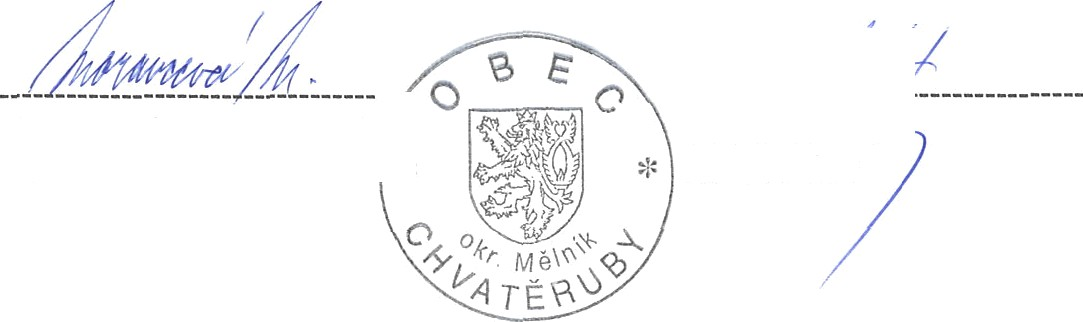 Moravcová M.
OBEC
okr. Mělník
CHVATĚRUBY *